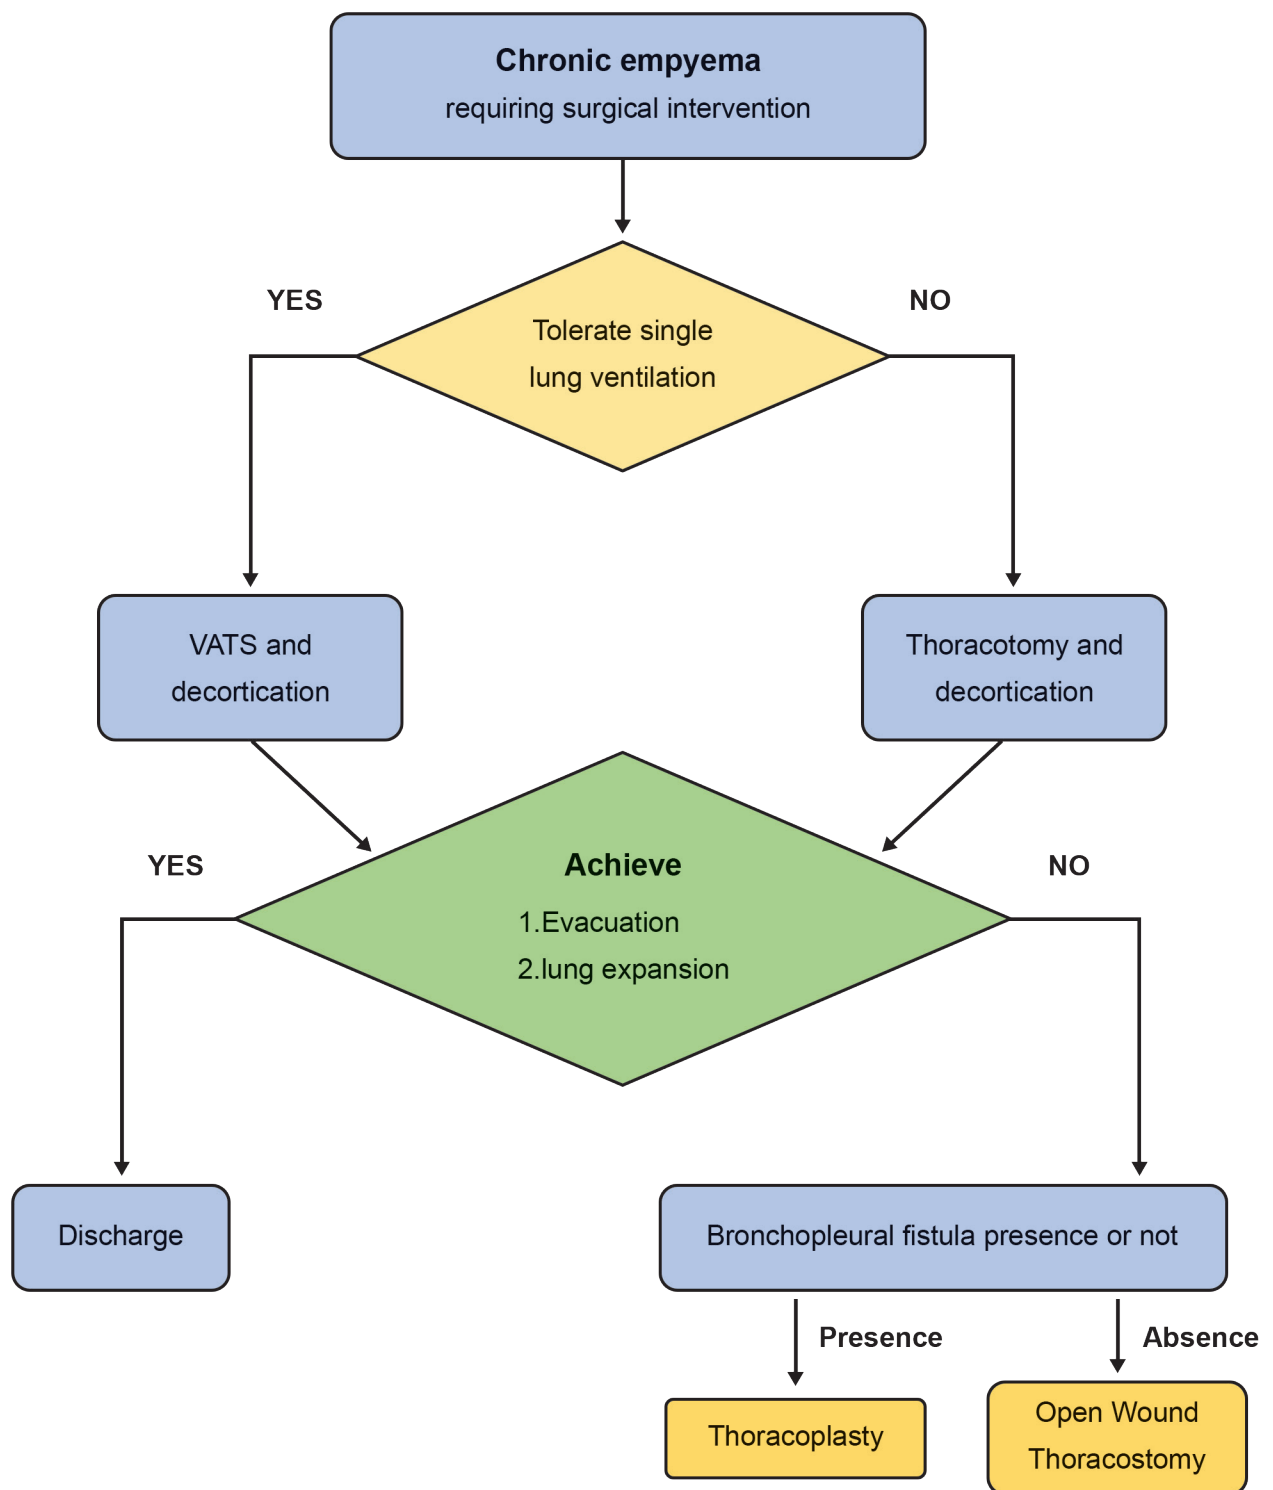 Chronic empyema
requiring surgical intervention
YES
NO
Tolerate single
lung ventilation
VATS and
decortication
Thoracotomy and
decortication
YES
NO
Achieve
1.Evacuation
2.lung expansion
Discharge
Bronchopleural fistula presence or not
Presence
Absence
Thoracoplasty
Open Wound
Thoracostomy